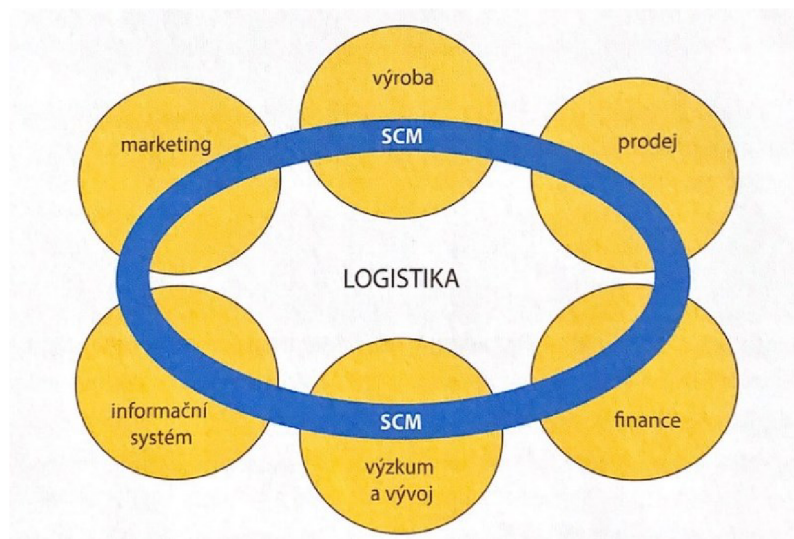 výroba
marketing
SCM
prodej
LOGISTIKA
informační
systém
SCM
finance
výzkum
a vývoj